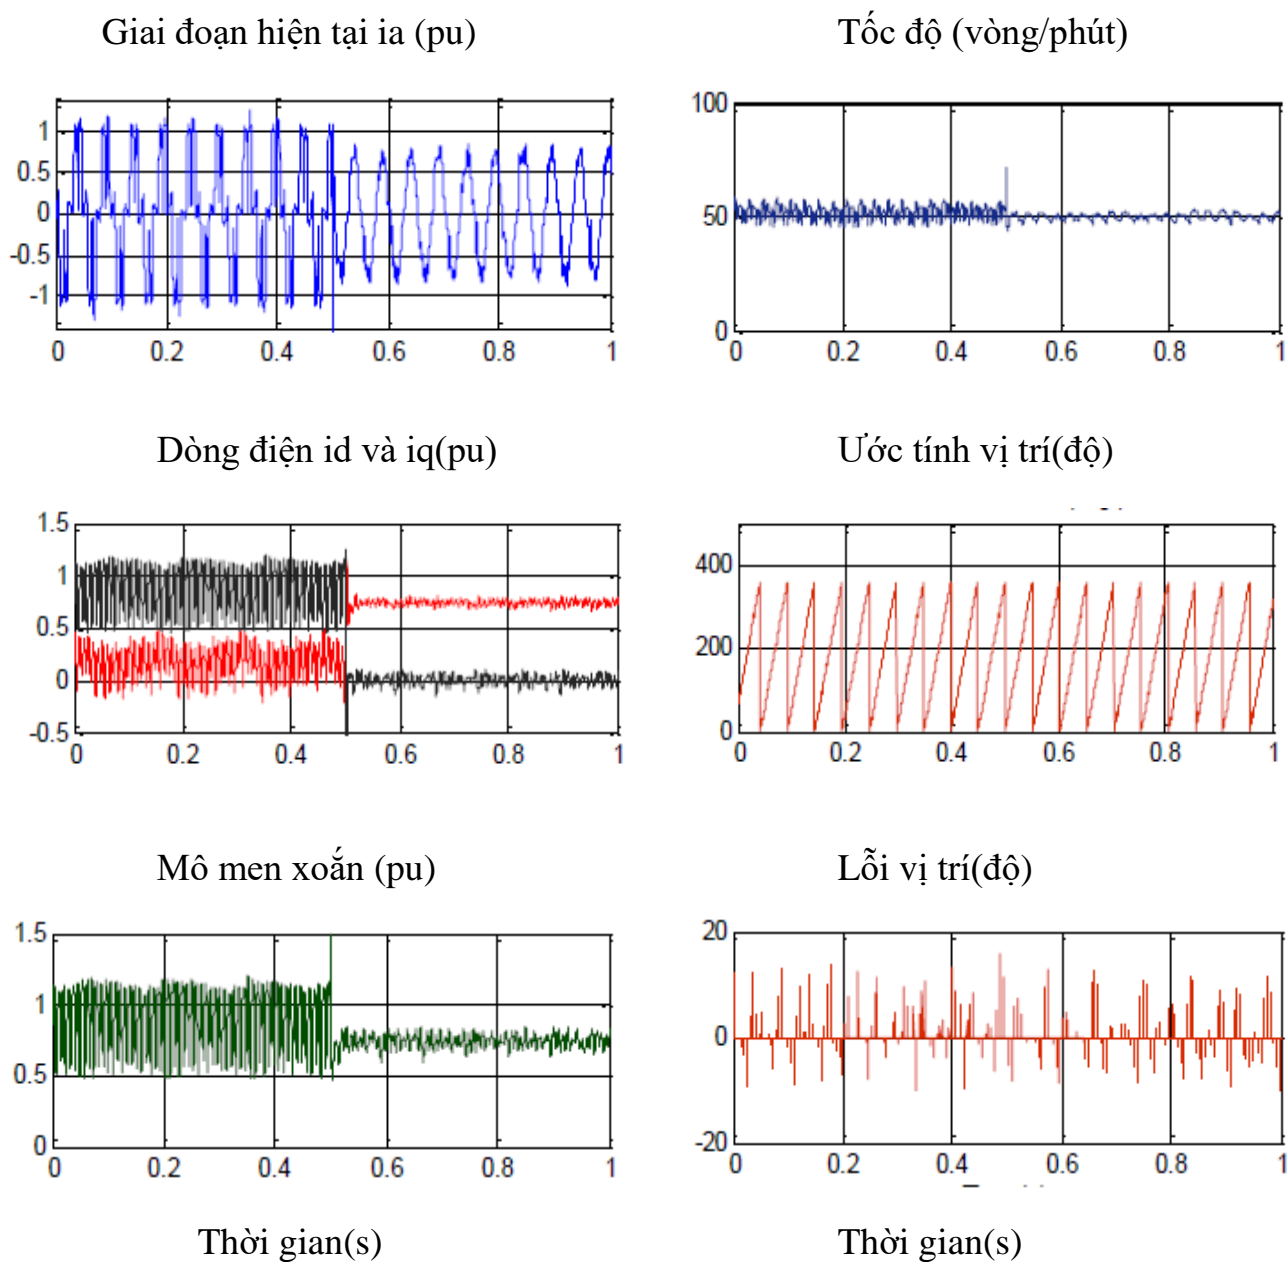 Giai đoạn hiện tại ia (pu)
1
0.5
0
-0.5
-1
0 0.2 0.4 0.6 0.8 1
Tốc độ (vòng/phút)
100
50
0
0 0.2 0.4 0.6 0.8 1
Dòng điện id và iq(pu)
1.5
1
0.5
0
-0.5
0 0.2 0.4 0.6 0.8 1
Ước tính vị trí(độ)
400
200
0
0 0.2 0.4 0.6 0.8 1
Mô men xoắn (pu)
1.5
1
0.5
0
0 0.2 0.4 0.6 0.8 1
Thời gian(s)
Lỗi vị trí(độ)
20
0
-20
0 0.2 0.4 0.6 0.8 1
Thời gian(s)